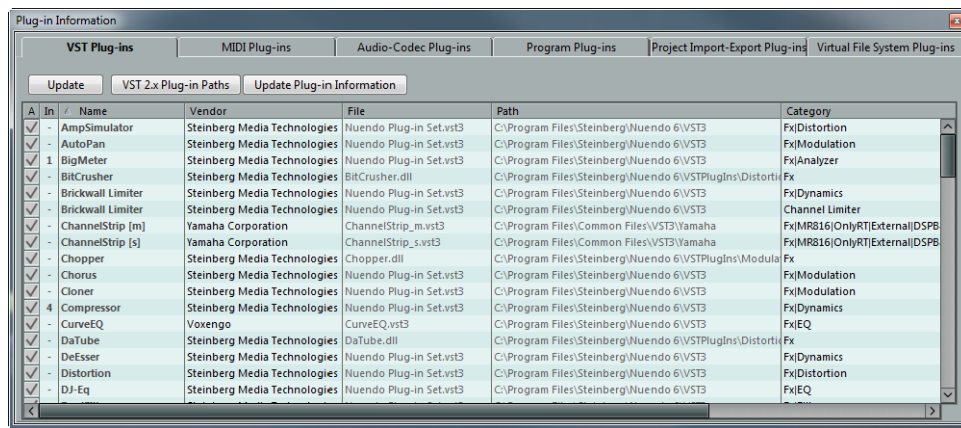 Plug-in Information
VST Plug-ins MIDI Plug-ins Audio-Codec Plug-ins Program Plug-ins Project Import-Export Plug-ins Virtual File System Plug-ins
Update VST 2.x Plug-in Paths Update Plug-in Information
A In Name Vendor File Path Category
- AmpSimulator Steinberg Media Technologies Nuendo Plug-in Set.vst3 C:\Program Files\Steinberg\Nuendo 6\VST3 Fx|Distortion
- AutoPan Steinberg Media Technologies Nuendo Plug-in Set.vst3 C:\Program Files\Steinberg\Nuendo 6\VST3 Fx|Modulation
1 BigMeter Steinberg Media Technologies Nuendo Plug-in Set.vst3 C:\Program Files\Steinberg\Nuendo 6\VST3 Fx|Analyzer
- BitCrusher Steinberg Media Technologies BitCrusher.dll C:\Program Files\Steinberg\Nuendo 6\VSTPlugIns\Distortic Fx
- Brickwall Limiter Steinberg Media Technologies Nuendo Plug-in Set.vst3 C:\Program Files\Steinberg\Nuendo 6\VST3 Fx|Dynamics
- Brickwall Limiter Steinberg Media Technologies Nuendo Plug-in Set.vst3 C:\Program Files\Steinberg\Nuendo 6\VST3 Channel Limiter
- ChannelStrip [m] Yamaha Corporation ChannelStrip_m.vst3 C:\Program Files\Common Files\VST3\Yamaha Fx|MR816|OnlyRT|External|DSPB
- ChannelStrip [s] Yamaha Corporation ChannelStrip_s.vst3 C:\Program Files\Common Files\VST3\Yamaha Fx|MR816|OnlyRT|External|DSPB
- Chopper Steinberg Media Technologies Chopper.dll C:\Program Files\Steinberg\Nuendo 6\VSTPlugIns\Modula Fx
- Chorus Steinberg Media Technologies Nuendo Plug-in Set.vst3 C:\Program Files\Steinberg\Nuendo 6\VST3 Fx|Modulation
- Cloner Steinberg Media Technologies Nuendo Plug-in Set.vst3 C:\Program Files\Steinberg\Nuendo 6\VST3 Fx|Modulation
4 Compressor Steinberg Media Technologies Nuendo Plug-in Set.vst3 C:\Program Files\Steinberg\Nuendo 6\VST3 Fx|Dynamics
- CurveEQ Voxengo CurveEQ.vst3 C:\Program Files\Steinberg\Nuendo 6\VST3 Fx|EQ
- DaTube Steinberg Media Technologies DaTube.dll C:\Program Files\Steinberg\Nuendo 6\VSTPlugIns\Distortic Fx
- DeEsser Steinberg Media Technologies Nuendo Plug-in Set.vst3 C:\Program Files\Steinberg\Nuendo 6\VST3 Fx|Dynamics
- Distortion Steinberg Media Technologies Nuendo Plug-in Set.vst3 C:\Program Files\Steinberg\Nuendo 6\VST3 Fx|Distortion
- DJ-Eq Steinberg Media Technologies Nuendo Plug-in Set.vst3 C:\Program Files\Steinberg\Nuendo 6\VST3 Fx|EQ